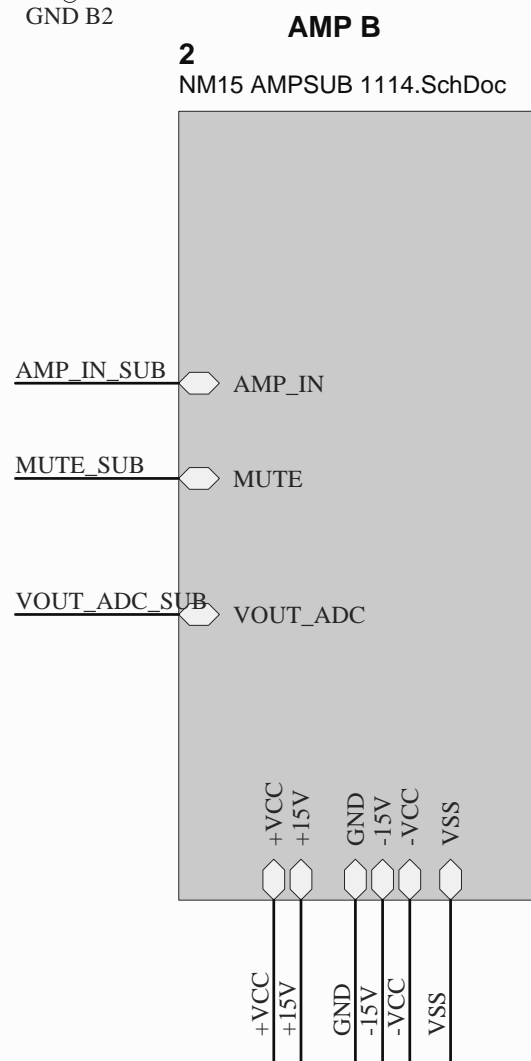 GND B2
AMP B
2
NM15 AMPSUB 1114.SchDoc
AMP_IN_SUB
AMP_IN
MUTE_SUB
MUTE
VOUT_ADC_SUB
VOUT_ADC
+VCC
+15V
GND
-15V
-VCC
VSS
+VCC
+15V
GND
-15V
-VCC
VSS